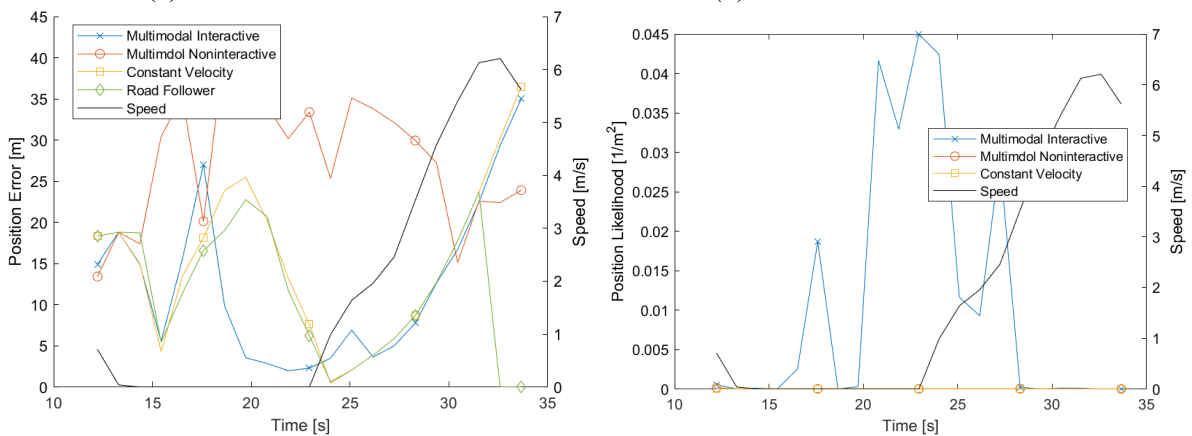 45
40
35
30
25
20
15
10
5
0
Position Error [m]
10 15 20 25 30 35
Time [s]
7
6
5
4
3
2
1
0
Speed [m/s]
Multimodal Interactive
Multimdol Noninteractive
Constant Velocity
Road Follower
Speed
0.045
0.04
0.035
0.03
0.025
0.02
0.015
0.01
0.005
0
Position Likelihood [1/m²]
10 15 20 25 30 35
Time [s]
7
6
5
4
3
2
1
0
Speed [m/s]
Multimodal Interactive
Multimdol Noninteractive
Constant Velocity
Speed